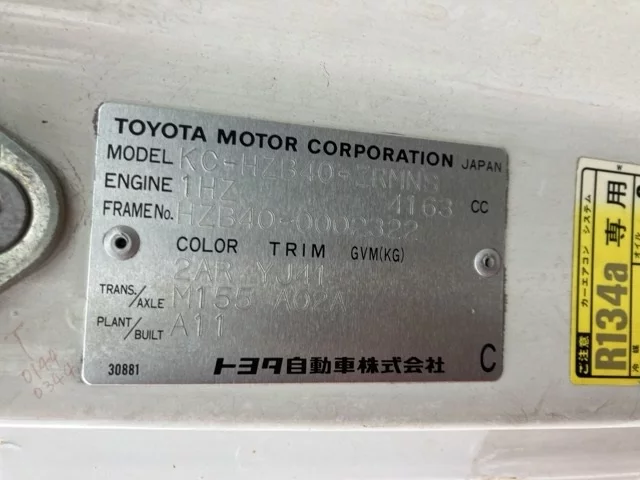 TOYOTA MOTOR CORPORATION JAPAN
MODEL KC-HZB40-ZRMNS
ENGINE 1HZ 4163 CC
FRAME No. HZB40-0002322
COLOR TRIM GVM(KG)
2AR YJ41
TRANS./AXLE M155 A02A
PLANT/BUILT A11
30881 トヨタ自動車株式会社 C
ご注意
カーエアコン システム
R134a 専用